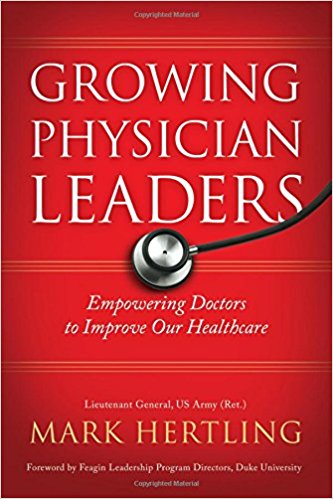 GROWING
PHYSICIAN
LEADERS
Empowering Doctors
to Improve Our Healthcare
Lieutenant General, US Army (Ret.)
MARK HERTLING
Foreword by Feagin Leadership Program Directors, Duke University